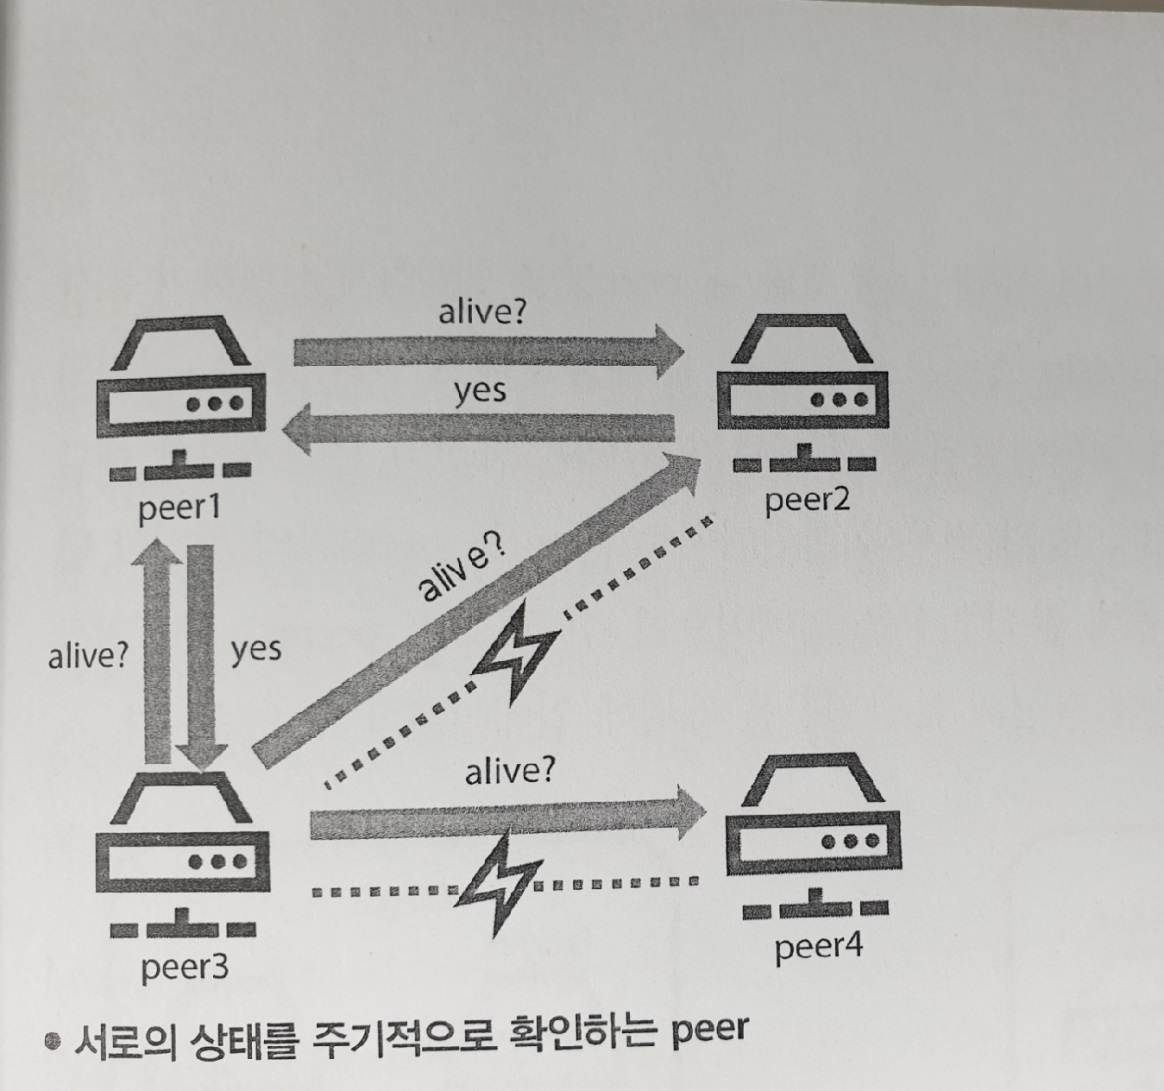 alive?
yes
peer1
peer2
alive?
alive?
yes
alive?
peer3
peer4
• 서로의 상태를 주기적으로 확인하는 peer